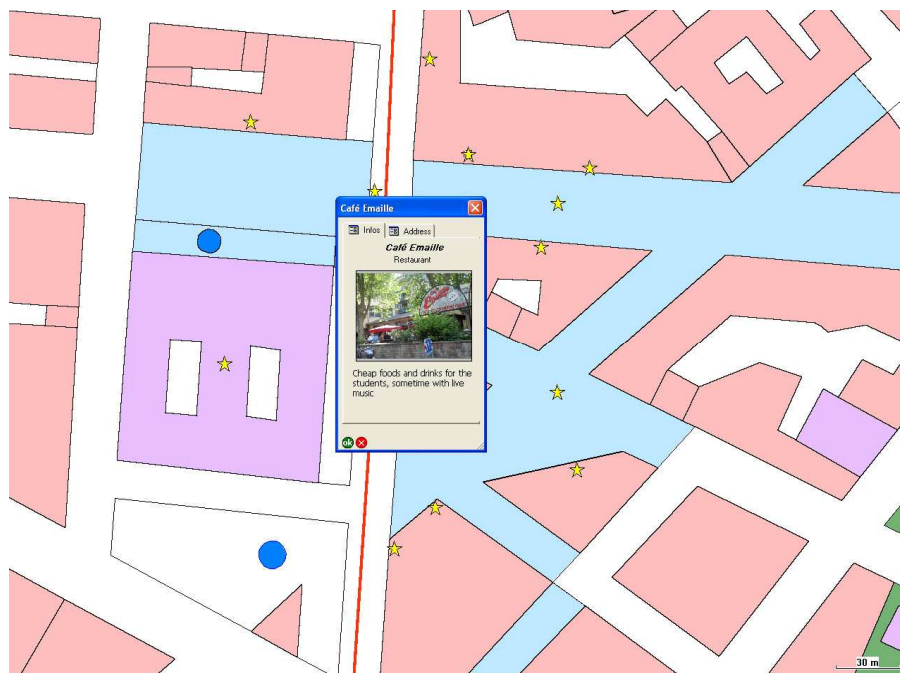 Café Emaille
Infos
Address
Café Emaille
Restaurant
Cheap foods and drinks for the
students, sometime with live
music
ok
30 m